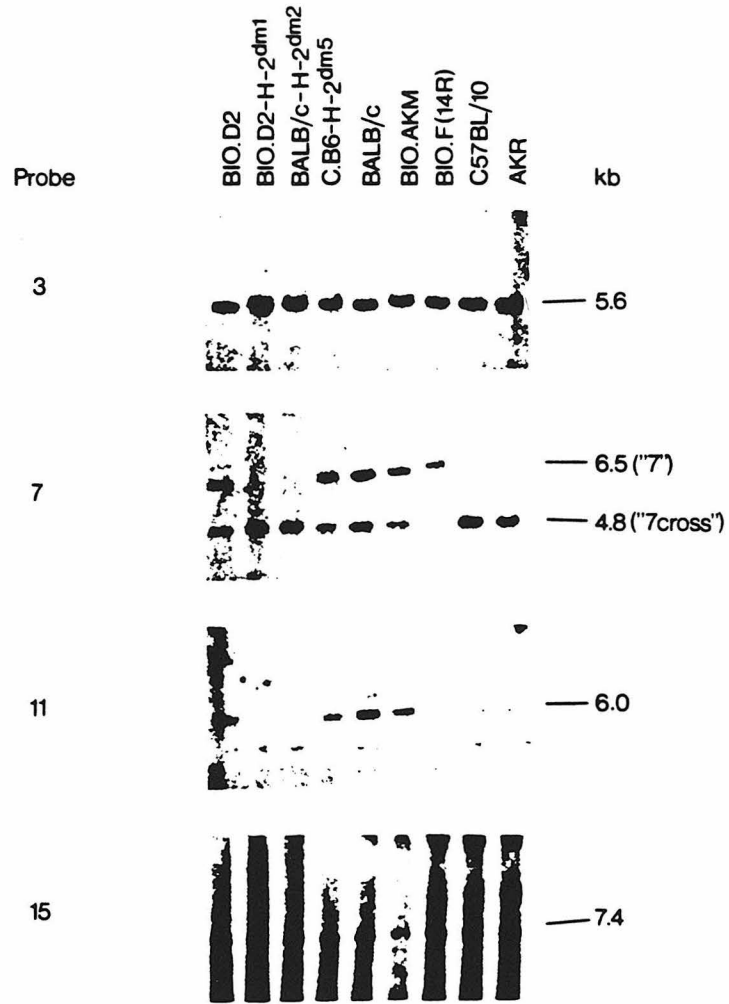 Probe
BIO.D2
BIO.D2-H-2dm1
BALB/c-H-2dm2
C.B6-H-2dm5
BALB/c
BIO.AKM
BIO.F(14R)
C57BL/10
AKR
kb
3
5.6
7
6.5 ("7")
4.8 ("7cross")
11
6.0
15
7.4